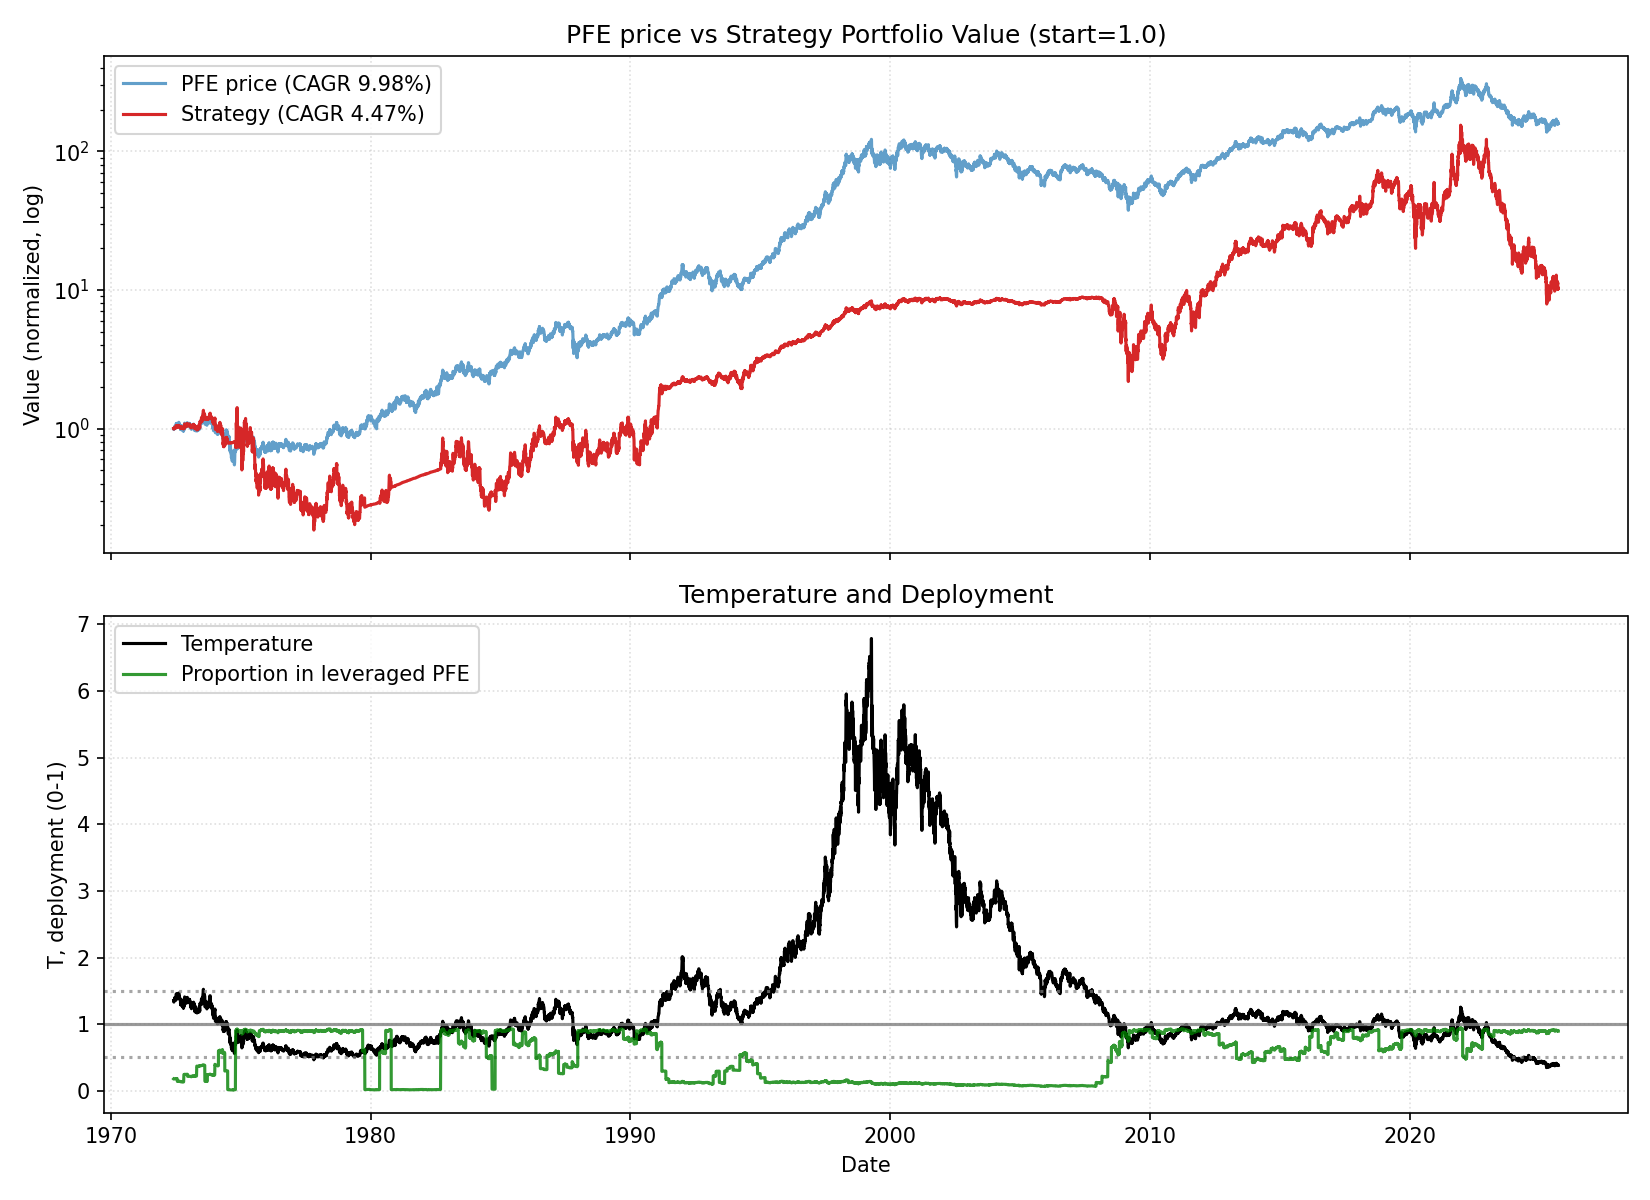 PFE price vs Strategy Portfolio Value (start=1.0)
PFE price (CAGR 9.98%)
Strategy (CAGR 4.47%)
Value (normalized, log)
10²
10¹
10⁰
Temperature and Deployment
Temperature
Proportion in leveraged PFE
T, deployment (0-1)
7
6
5
4
3
2
1
0
1970 1980 1990 2000 2010 2020
Date